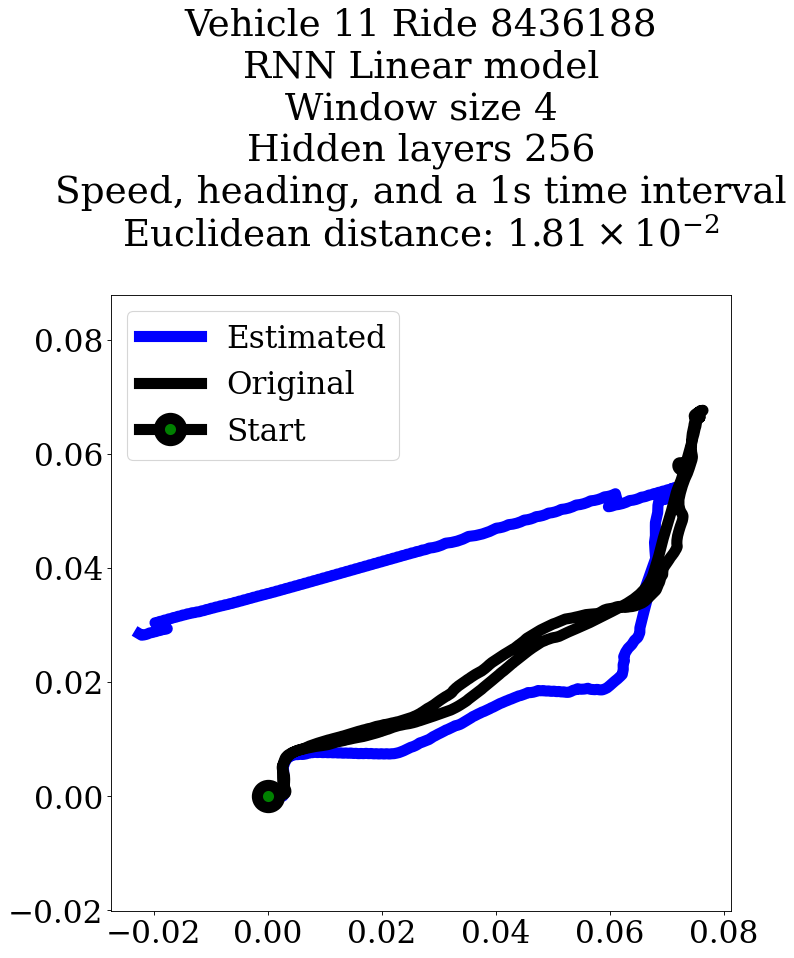 Vehicle 11 Ride 8436188
RNN Linear model
Window size 4
Hidden layers 256
Speed, heading, and a 1s time interval
Euclidean distance: 1.81 × 10⁻²
Estimated
Original
Start
0.08
0.06
0.04
0.02
0.00
−0.02
−0.02 0.00 0.02 0.04 0.06 0.08